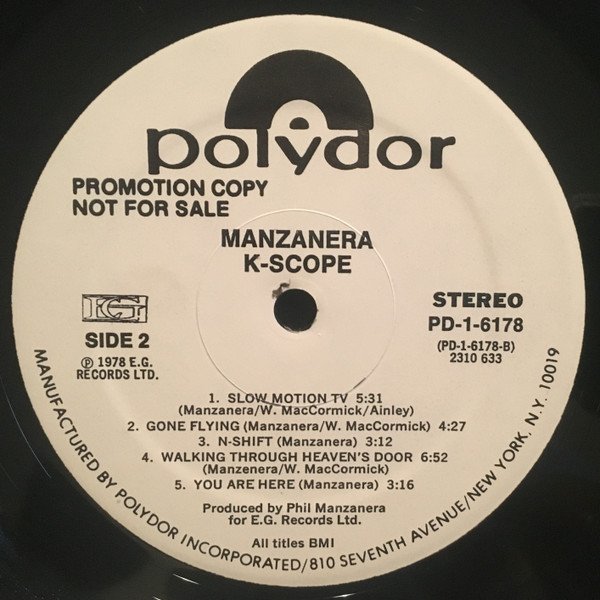 polydor
PROMOTION COPY
NOT FOR SALE
MANZANERA
K-SCOPE
EG
SIDE 2
℗ 1978 E.G.
RECORDS LTD.
STEREO
PD-1-6178
(PD-1-6178-B)
2310 633
1. SLOW MOTION TV 5:31
(Manzanera/W. MacCormick/Ainley)
2. GONE FLYING (Manzanera/W. MacCormick) 4:27
3. N-SHIFT (Manzanera) 3:12
4. WALKING THROUGH HEAVEN'S DOOR 6:52
(Manzenera/W. MacCormick)
5. YOU ARE HERE (Manzanera) 3:16
Produced by Phil Manzanera
for E.G. Records Ltd.
All titles BMI
MANUFACTURED BY POLYDOR INCORPORATED/810 SEVENTH AVENUE/NEW YORK, N.Y. 10019